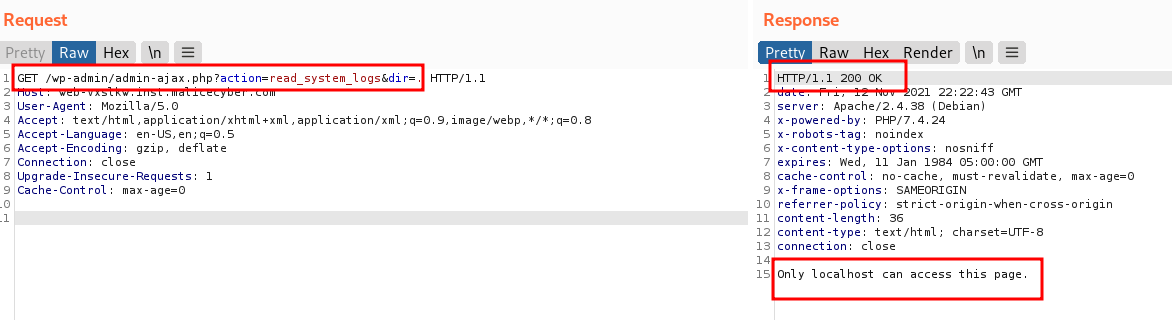 Request
Response
Pretty Raw Hex \n
Pretty Raw Hex Render \n
1 GET /wp-admin/admin-ajax.php?action=read_system_logs&dir=. HTTP/1.1
2 Host: web-vxslkw.inst.malicecyber.com
3 User-Agent: Mozilla/5.0
4 Accept: text/html,application/xhtml+xml,application/xml;q=0.9,image/webp,*/*;q=0.8
5 Accept-Language: en-US,en;q=0.5
6 Accept-Encoding: gzip, deflate
7 Connection: close
8 Upgrade-Insecure-Requests: 1
9 Cache-Control: max-age=0
10
11
1 HTTP/1.1 200 OK
2 date: Fri, 12 Nov 2021 22:22:43 GMT
3 server: Apache/2.4.38 (Debian)
4 x-powered-by: PHP/7.4.24
5 x-robots-tag: noindex
6 x-content-type-options: nosniff
7 expires: Wed, 11 Jan 1984 05:00:00 GMT
8 cache-control: no-cache, must-revalidate, max-age=0
9 x-frame-options: SAMEORIGIN
10 referrer-policy: strict-origin-when-cross-origin
11 content-length: 36
12 content-type: text/html; charset=UTF-8
13 connection: close
14
15 Only localhost can access this page.